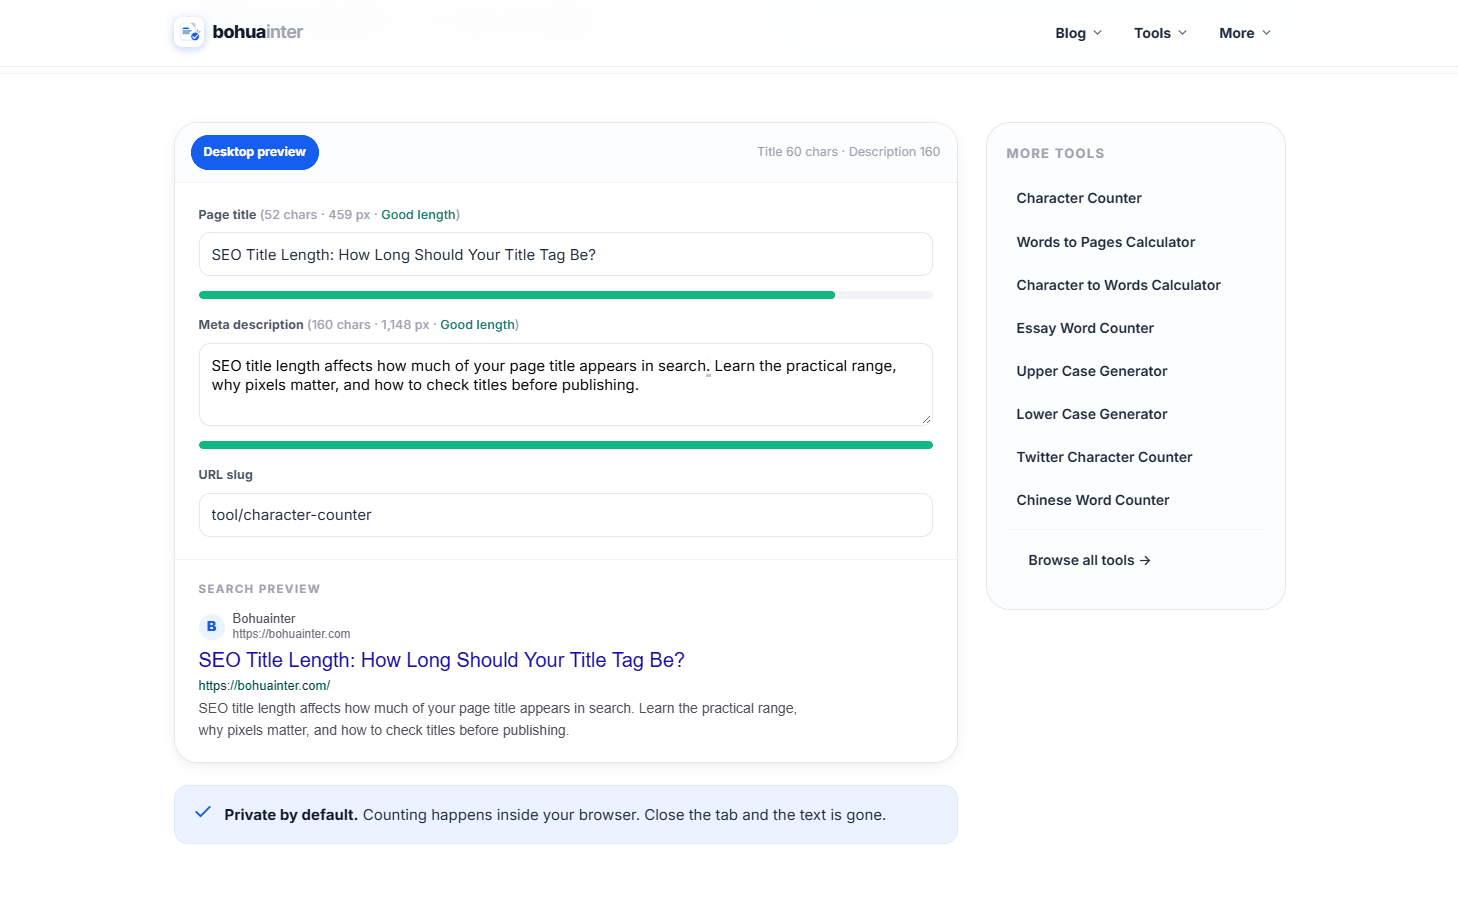 bohuainter
Blog
Tools
More
Desktop preview
Title 60 chars · Description 160
Page title (52 chars · 459 px · Good length)
SEO Title Length: How Long Should Your Title Tag Be?
Meta description (160 chars · 1,148 px · Good length)
SEO title length affects how much of your page title appears in search. Learn the practical range,
why pixels matter, and how to check titles before publishing.
URL slug
tool/character-counter
SEARCH PREVIEW
B
Bohuainter
https://bohuainter.com
SEO Title Length: How Long Should Your Title Tag Be?
https://bohuainter.com/
SEO title length affects how much of your page title appears in search. Learn the practical range,
why pixels matter, and how to check titles before publishing.
Private by default. Counting happens inside your browser. Close the tab and the text is gone.
MORE TOOLS
Character Counter
Words to Pages Calculator
Character to Words Calculator
Essay Word Counter
Upper Case Generator
Lower Case Generator
Twitter Character Counter
Chinese Word Counter
Browse all tools →